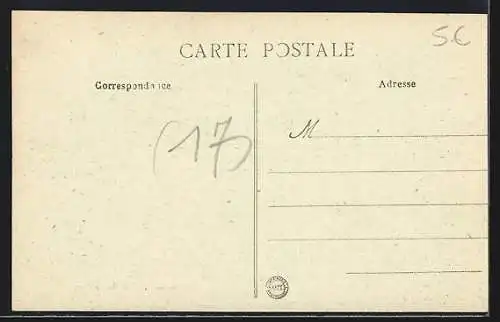 5C
CARTE POSTALE
Correspondance
Adresse
(17)
M